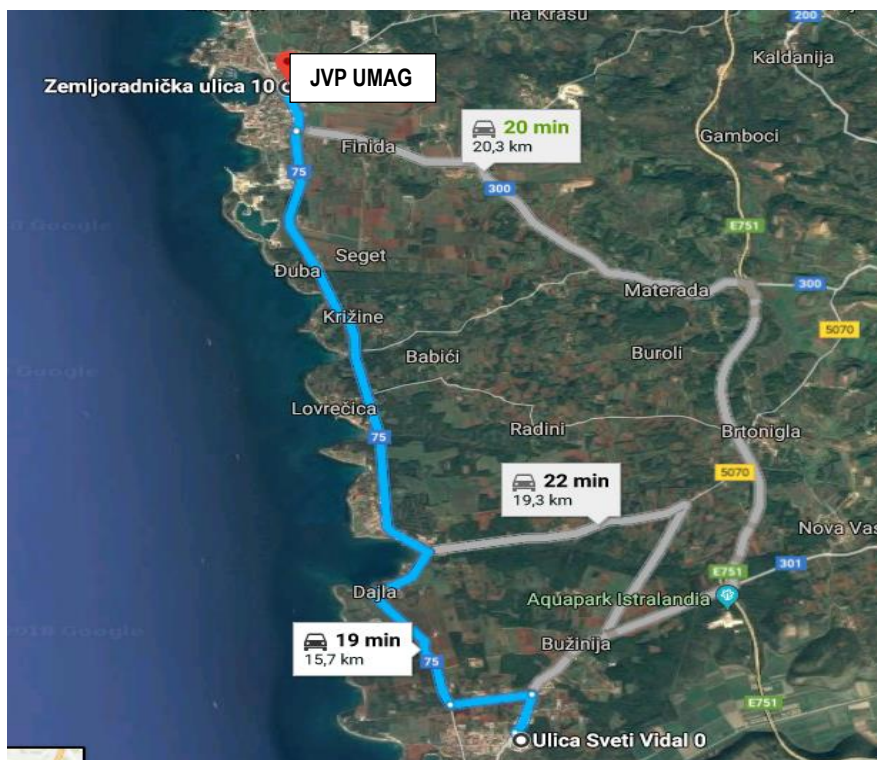 na Krašu
200
Kaldanija
Zemljoradnička ulica 10
JVP UMAG
20 min
20,3 km
Gamboci
Finida
75
300
E751
Seget
Đuba
Materada
300
Križine
5070
Babići
Buroli
Lovrečica
Radini
Brtonigla
75
5070
22 min
19,3 km
Nova Vas
E751
301
Dajla
Aquapark Istralandia
19 min
15,7 km
75
Bužinija
E751
Ulica Sveti Vidal 0